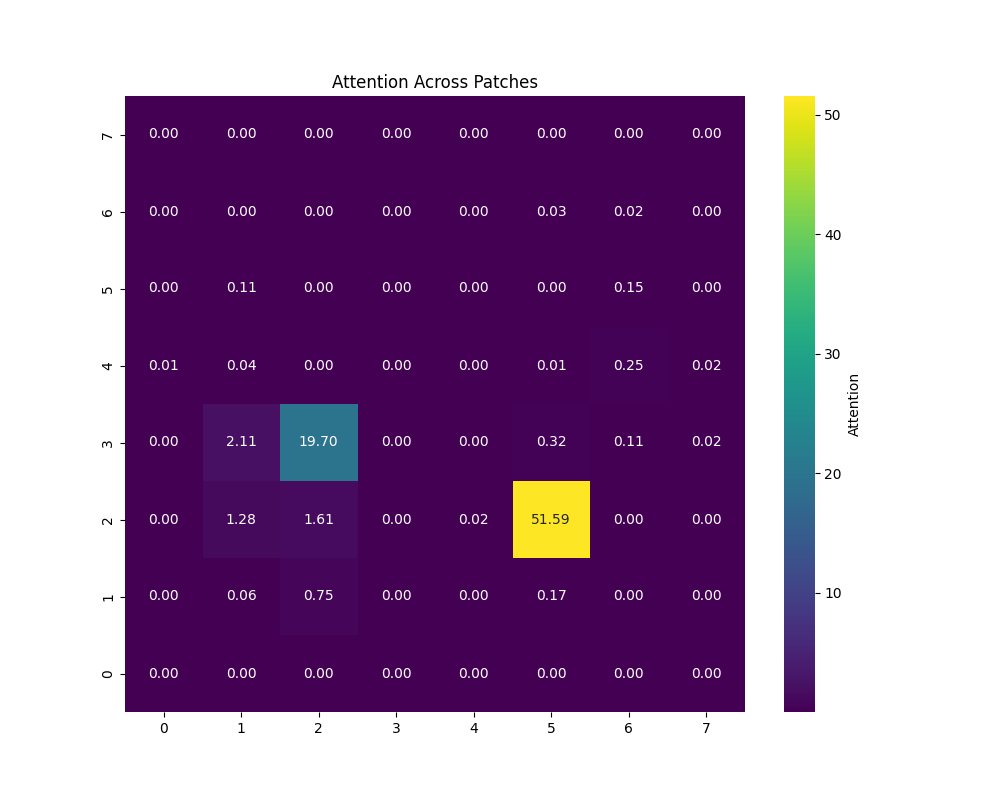 Attention Across Patches
7 0.00 0.00 0.00 0.00 0.00 0.00 0.00 0.00
6 0.00 0.00 0.00 0.00 0.00 0.03 0.02 0.00
5 0.00 0.11 0.00 0.00 0.00 0.00 0.15 0.00
4 0.01 0.04 0.00 0.00 0.00 0.01 0.25 0.02
3 0.00 2.11 19.70 0.00 0.00 0.32 0.11 0.02
2 0.00 1.28 1.61 0.00 0.02 51.59 0.00 0.00
1 0.00 0.06 0.75 0.00 0.00 0.17 0.00 0.00
0 0.00 0.00 0.00 0.00 0.00 0.00 0.00 0.00
0 1 2 3 4 5 6 7
50
40
30
20
10
Attention